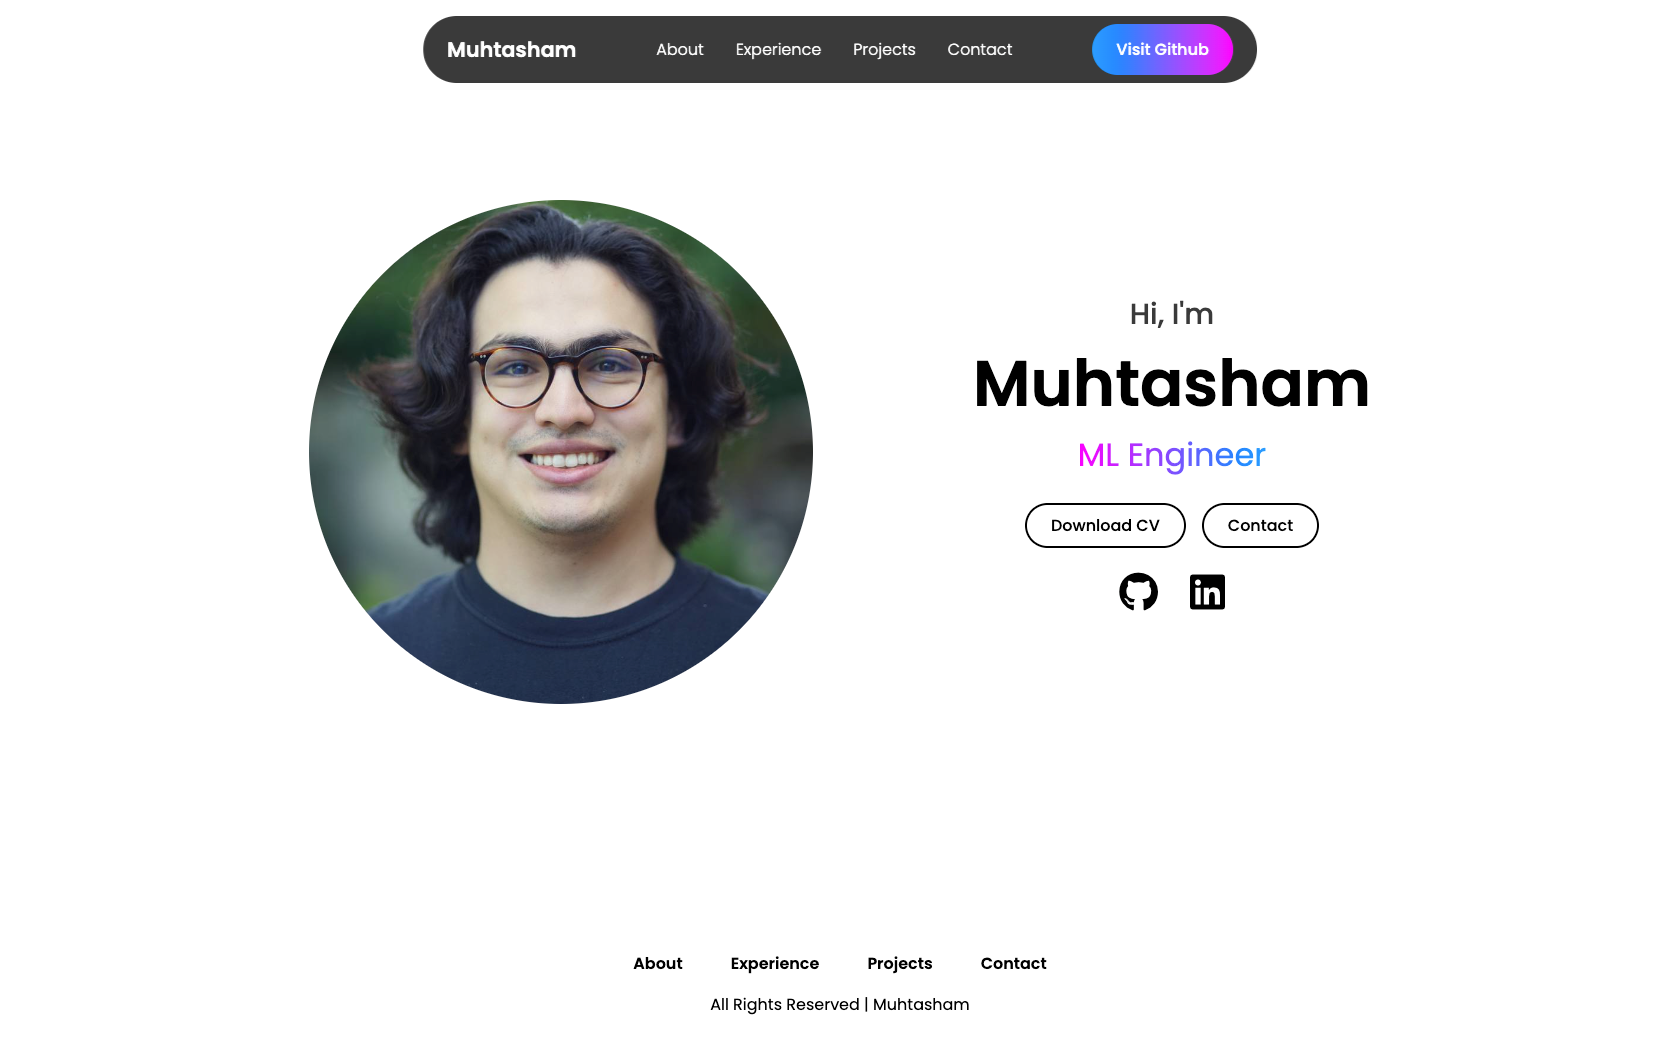 Muhtasham
About
Experience
Projects
Contact
Visit Github
Hi, I'm
Muhtasham
ML Engineer
Download CV
Contact
in
About
Experience
Projects
Contact
All Rights Reserved | Muhtasham